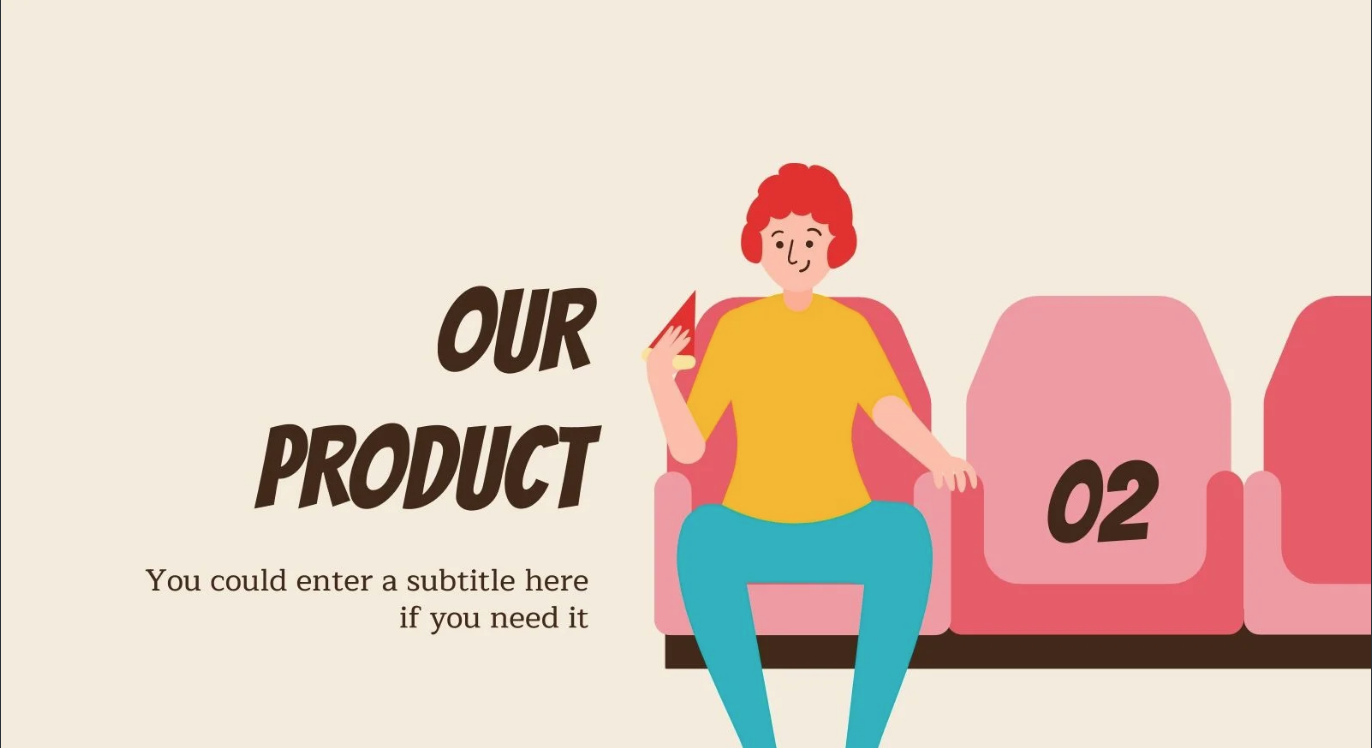 OUR
PRODUCT
You could enter a subtitle here
if you need it
02